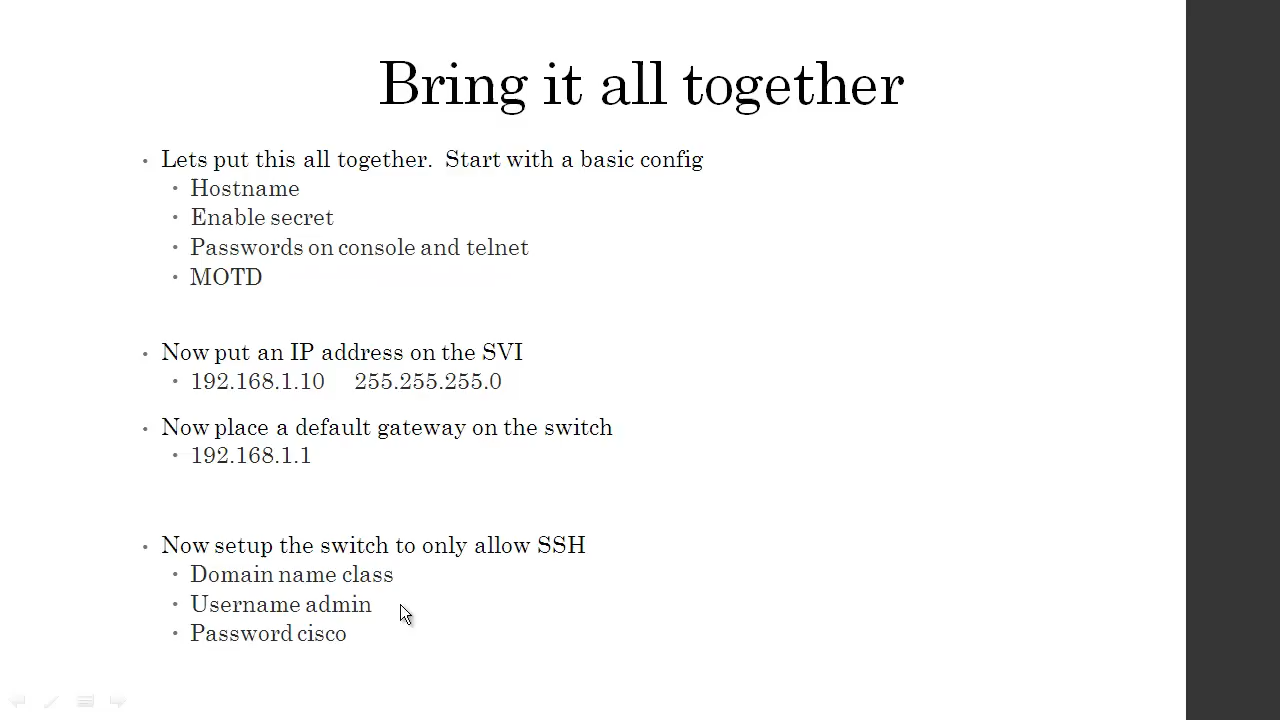 Bring it all together
Lets put this all together.  Start with a basic config
Hostname
Enable secret
Passwords on console and telnet
MOTD
Now put an IP address on the SVI
192.168.1.10    255.255.255.0
Now place a default gateway on the switch
192.168.1.1
Now setup the switch to only allow SSH
Domain name class
Username admin
Password cisco